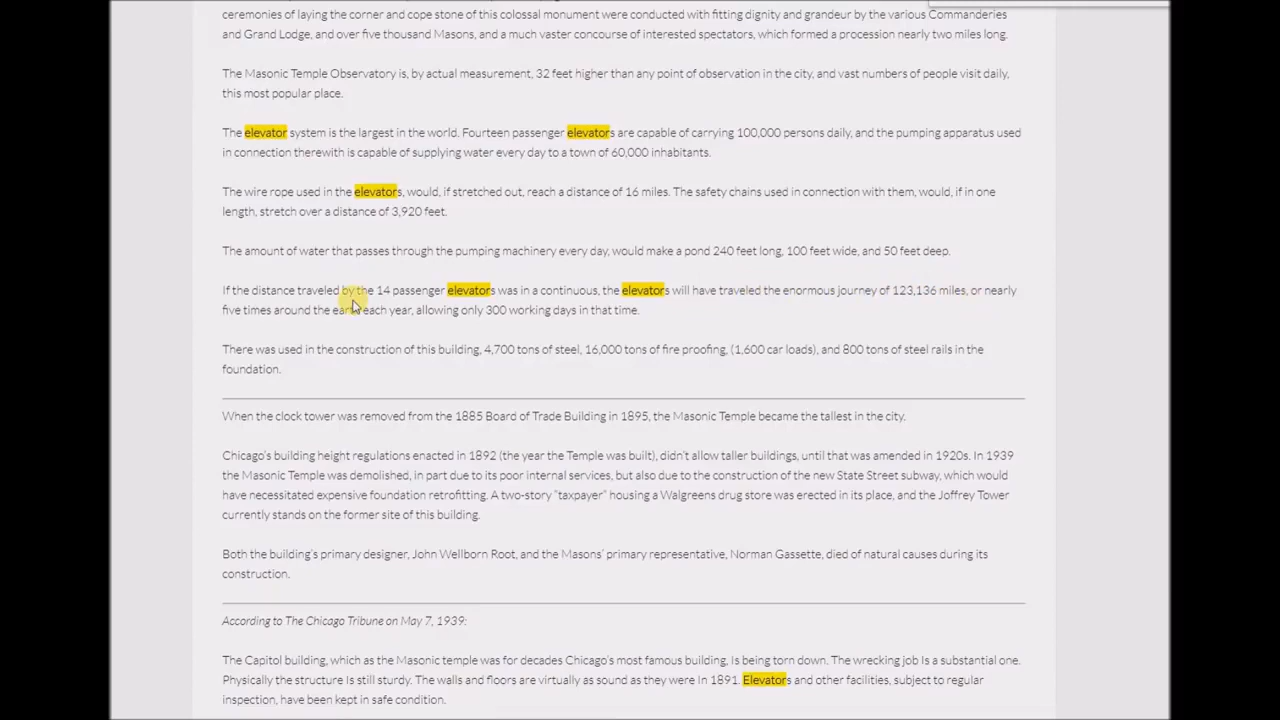 ceremonies of laying the corner and cope stone of this colossal monument were conducted with fitting dignity and grandeur by the various Commanderies
and Grand Lodge, and over five thousand Masons, and a much vaster concourse of interested spectators, which formed a procession nearly two miles long.
The Masonic Temple Observatory is, by actual measurement, 32 feet higher than any point of observation in the city, and vast numbers of people visit daily,
this most popular place.
The elevator system is the largest in the world. Fourteen passenger elevators are capable of carrying 100,000 persons daily, and the pumping apparatus used
in connection therewith is capable of supplying water every day to a town of 60,000 inhabitants.
The wire rope used in the elevators, would, if stretched out, reach a distance of 16 miles. The safety chains used in connection with them, would, if in one
length, stretch over a distance of 3,920 feet.
The amount of water that passes through the pumping machinery every day, would make a pond 240 feet long, 100 feet wide, and 50 feet deep.
If the distance traveled by the 14 passenger elevators was in a continuous, the elevators will have traveled the enormous journey of 123,136 miles, or nearly
five times around the earth each year, allowing only 300 working days in that time.
There was used in the construction of this building, 4,700 tons of steel, 16,000 tons of fire proofing, (1,600 car loads), and 800 tons of steel rails in the
foundation.
When the clock tower was removed from the 1885 Board of Trade Building in 1895, the Masonic Temple became the tallest in the city.
Chicago's building height regulations enacted in 1892 (the year the Temple was built), didn't allow taller buildings, until that was amended in 1920s. In 1939
the Masonic Temple was demolished, in part due to its poor internal services, but also due to the construction of the new State Street subway, which would
have necessitated expensive foundation retrofitting. A two-story "taxpayer" housing a Walgreens drug store was erected in its place, and the Joffrey Tower
currently stands on the former site of this building.
Both the building's primary designer, John Wellborn Root, and the Masons' primary representative, Norman Gassette, died of natural causes during its
construction.
According to The Chicago Tribune on May 7, 1939:
The Capitol building, which as the Masonic temple was for decades Chicago's most famous building, Is being torn down. The wrecking job Is a substantial one.
Physically the structure Is still sturdy. The walls and floors are virtually as sound as they were In 1891. Elevators and other facilities, subject to regular
inspection, have been kept in safe condition.